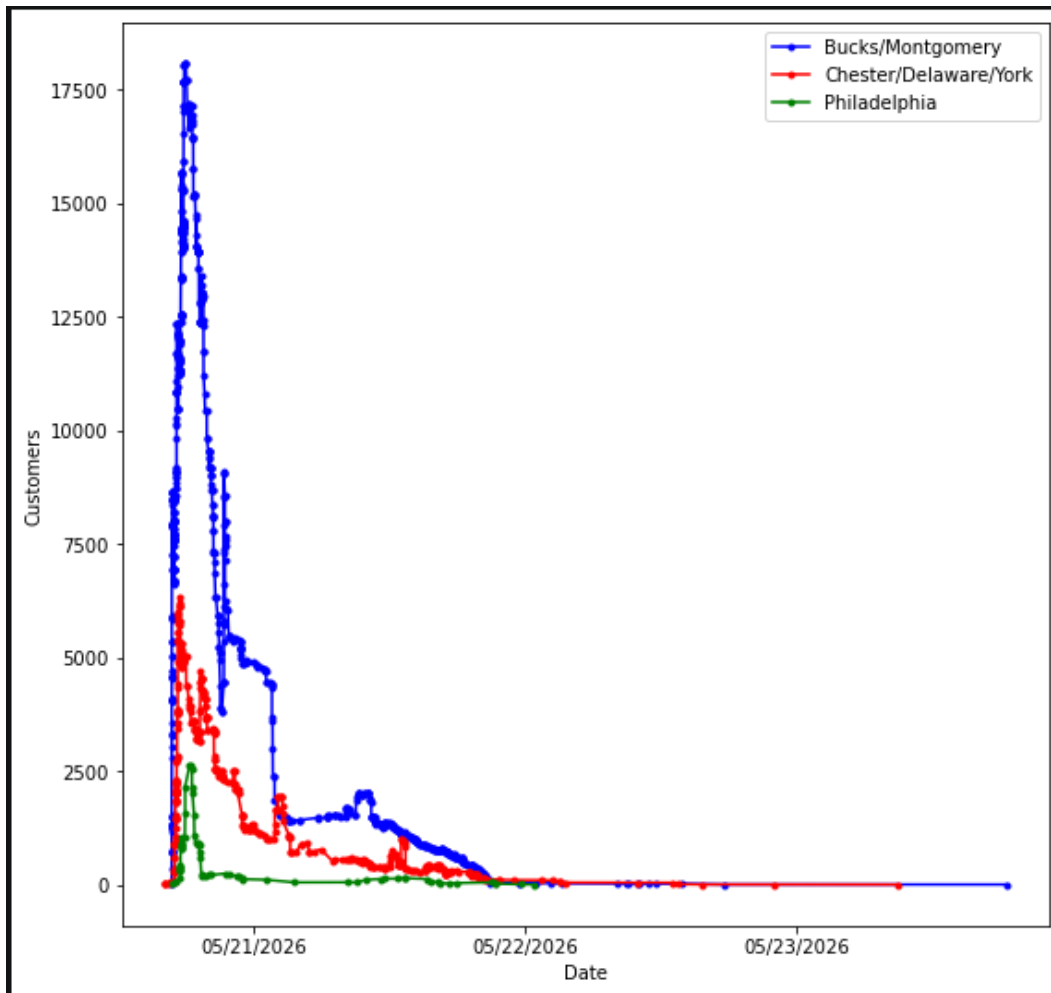 Bucks/Montgomery
Chester/Delaware/York
Philadelphia
17500
15000
12500
10000
7500
5000
2500
0
Customers
05/21/2026
05/22/2026
05/23/2026
Date